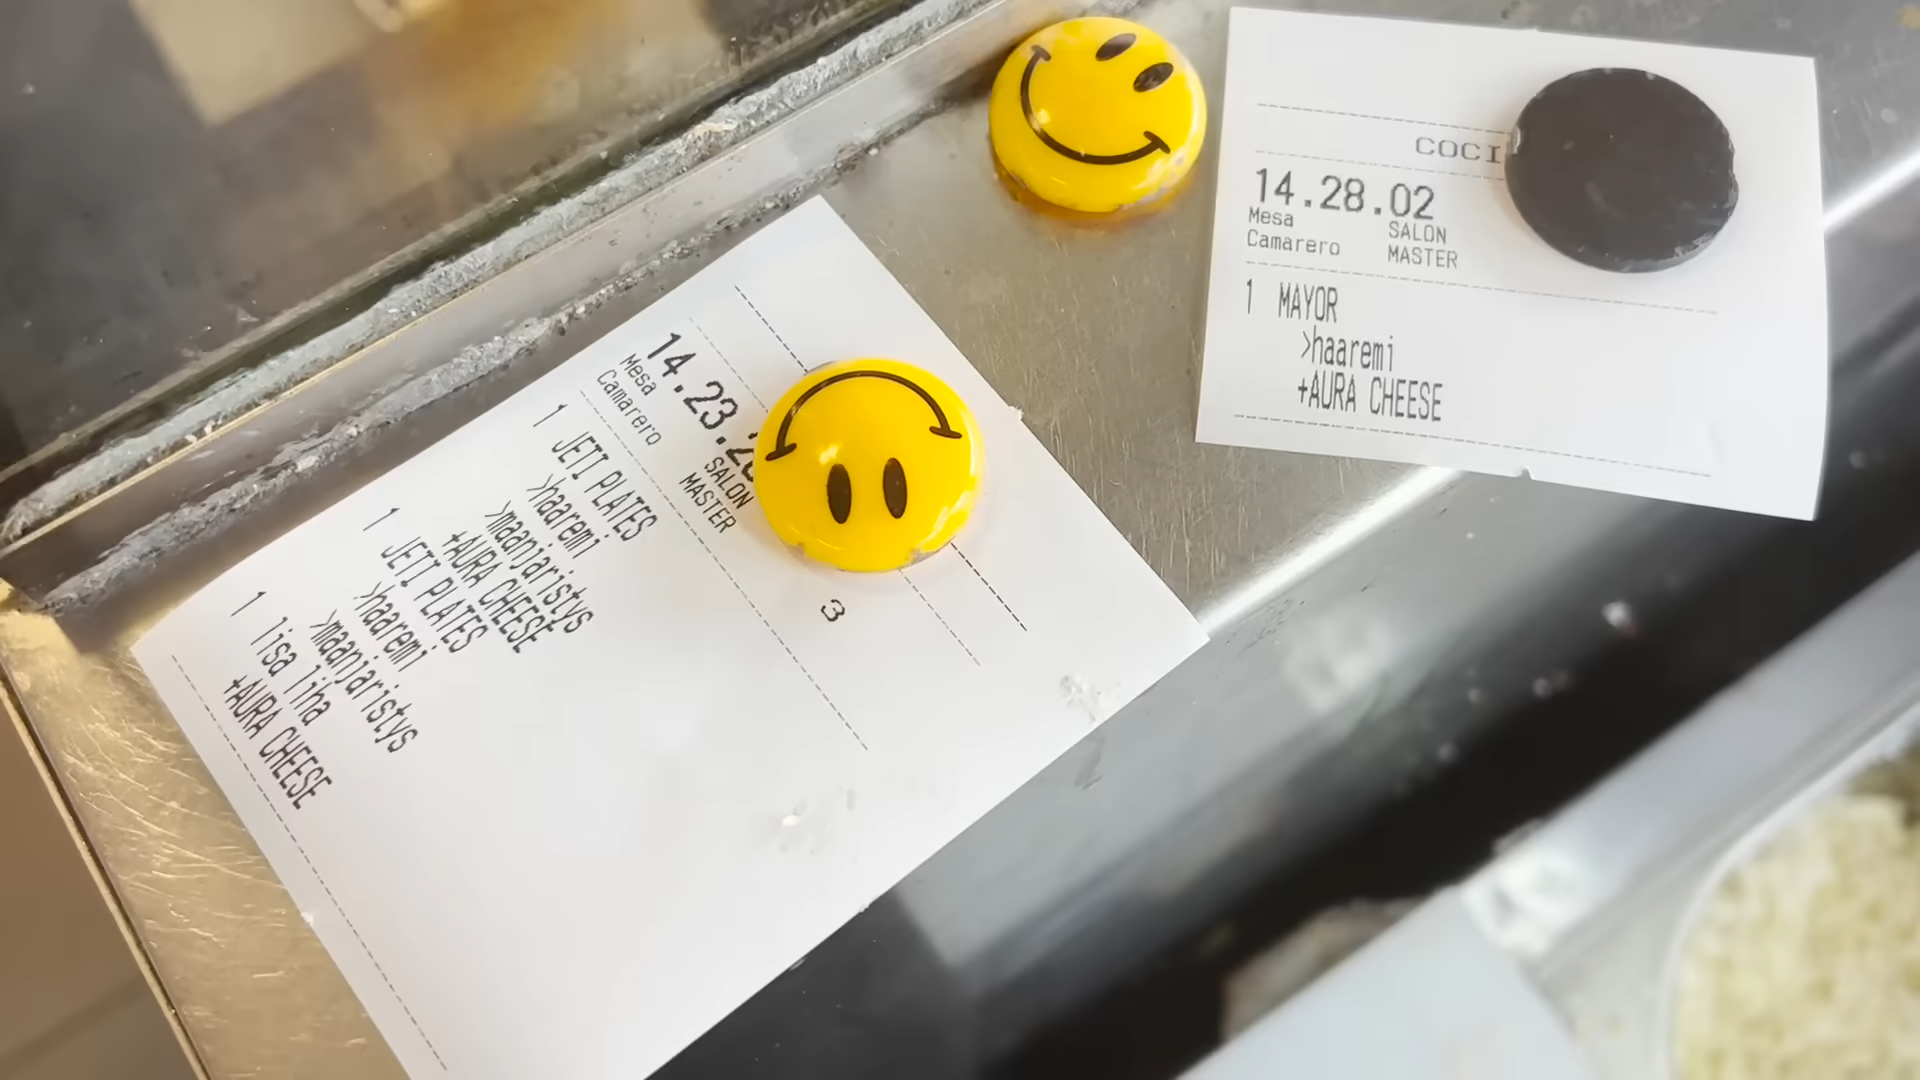 14.23.2
Mesa SALON 3
Camarero MASTER
1 JETI PLATES
>haaremi
>maanjaristys
+AURA CHEESE
1 JETI PLATES
>haaremi
>maanjaristys
1 lisa liha
+AURA CHEESE
COCI
14.28.02
Mesa SALON
Camarero MASTER
1 MAYOR
>haaremi
+AURA CHEESE